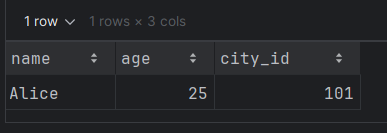 1 row 1 rows × 3 cols
name age city_id
Alice 25 101